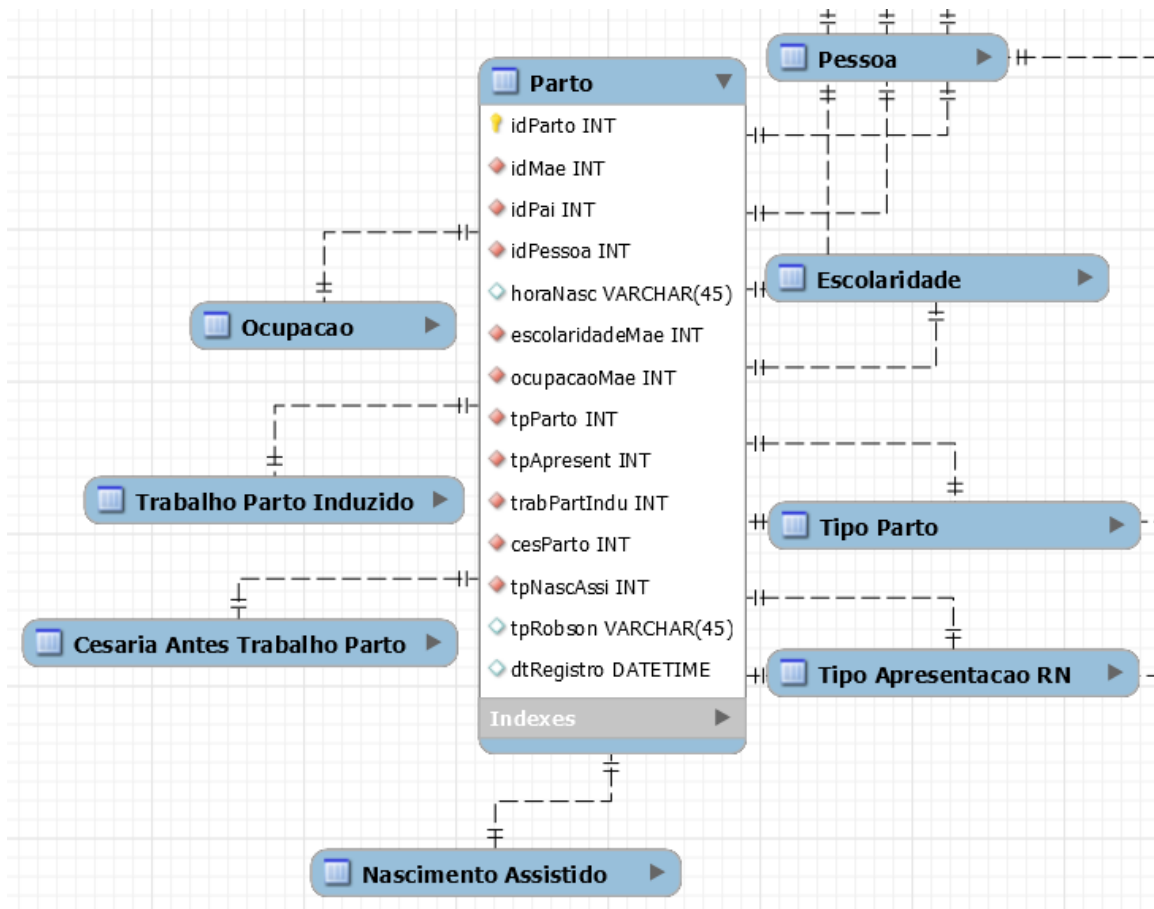 Pessoa
Parto
idParto INT
idMae INT
idPai INT
idPessoa INT
horaNasc VARCHAR(45)
escolaridadeMae INT
ocupacaoMae INT
tpParto INT
tpApresent INT
trabPartIndu INT
cesParto INT
tpNascAssi INT
tpRobson VARCHAR(45)
dtRegistro DATETIME
Indexes
Escolaridade
Ocupacao
Trabalho Parto Induzido
Tipo Parto
Cesaria Antes Trabalho Parto
Tipo Apresentacao RN
Nascimento Assistido